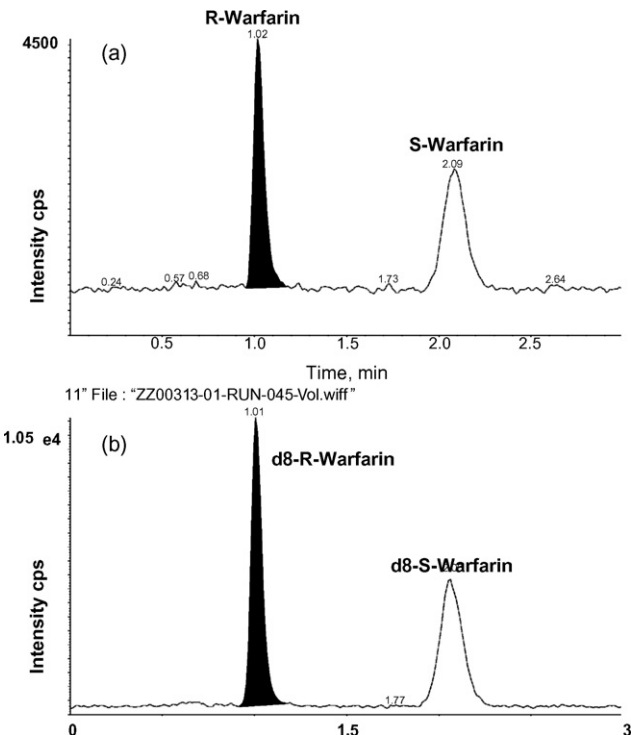 R-Warfarin
4500
(a)
1.02
S-Warfarin
2.09
Intensity cps
0.24
0.57
0.68
1.73
2.64
0.5
1.0
1.5
2.0
2.5
Time, min
11” File : “ZZ00313-01-RUN-045-Vol.wiff”
1.01
1.05 e4
(b)
d8-R-Warfarin
d8-S-Warfarin
Intensity cps
1.77
0
1.5
3